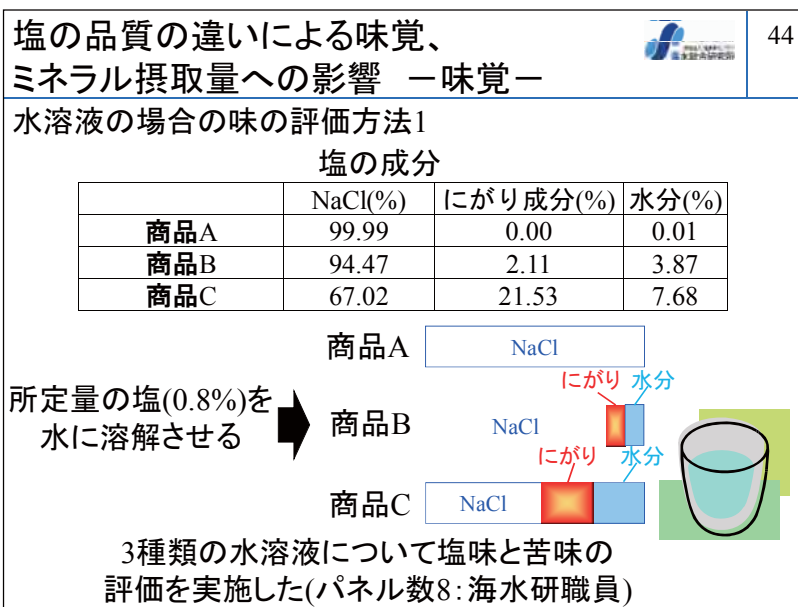 塩の品質の違いによる味覚、
ミネラル摂取量への影響 －味覚－
44
水溶液の場合の味の評価方法1
塩の成分
NaCl(%) にがり成分(%) 水分(%)
商品A 99.99 0.00 0.01
商品B 94.47 2.11 3.87
商品C 67.02 21.53 7.68
商品A NaCl
にがり 水分
所定量の塩(0.8%)を
水に溶解させる
商品B NaCl
にがり 水分
商品C NaCl
3種類の水溶液について塩味と苦味の
評価を実施した(パネル数8:海水研職員)